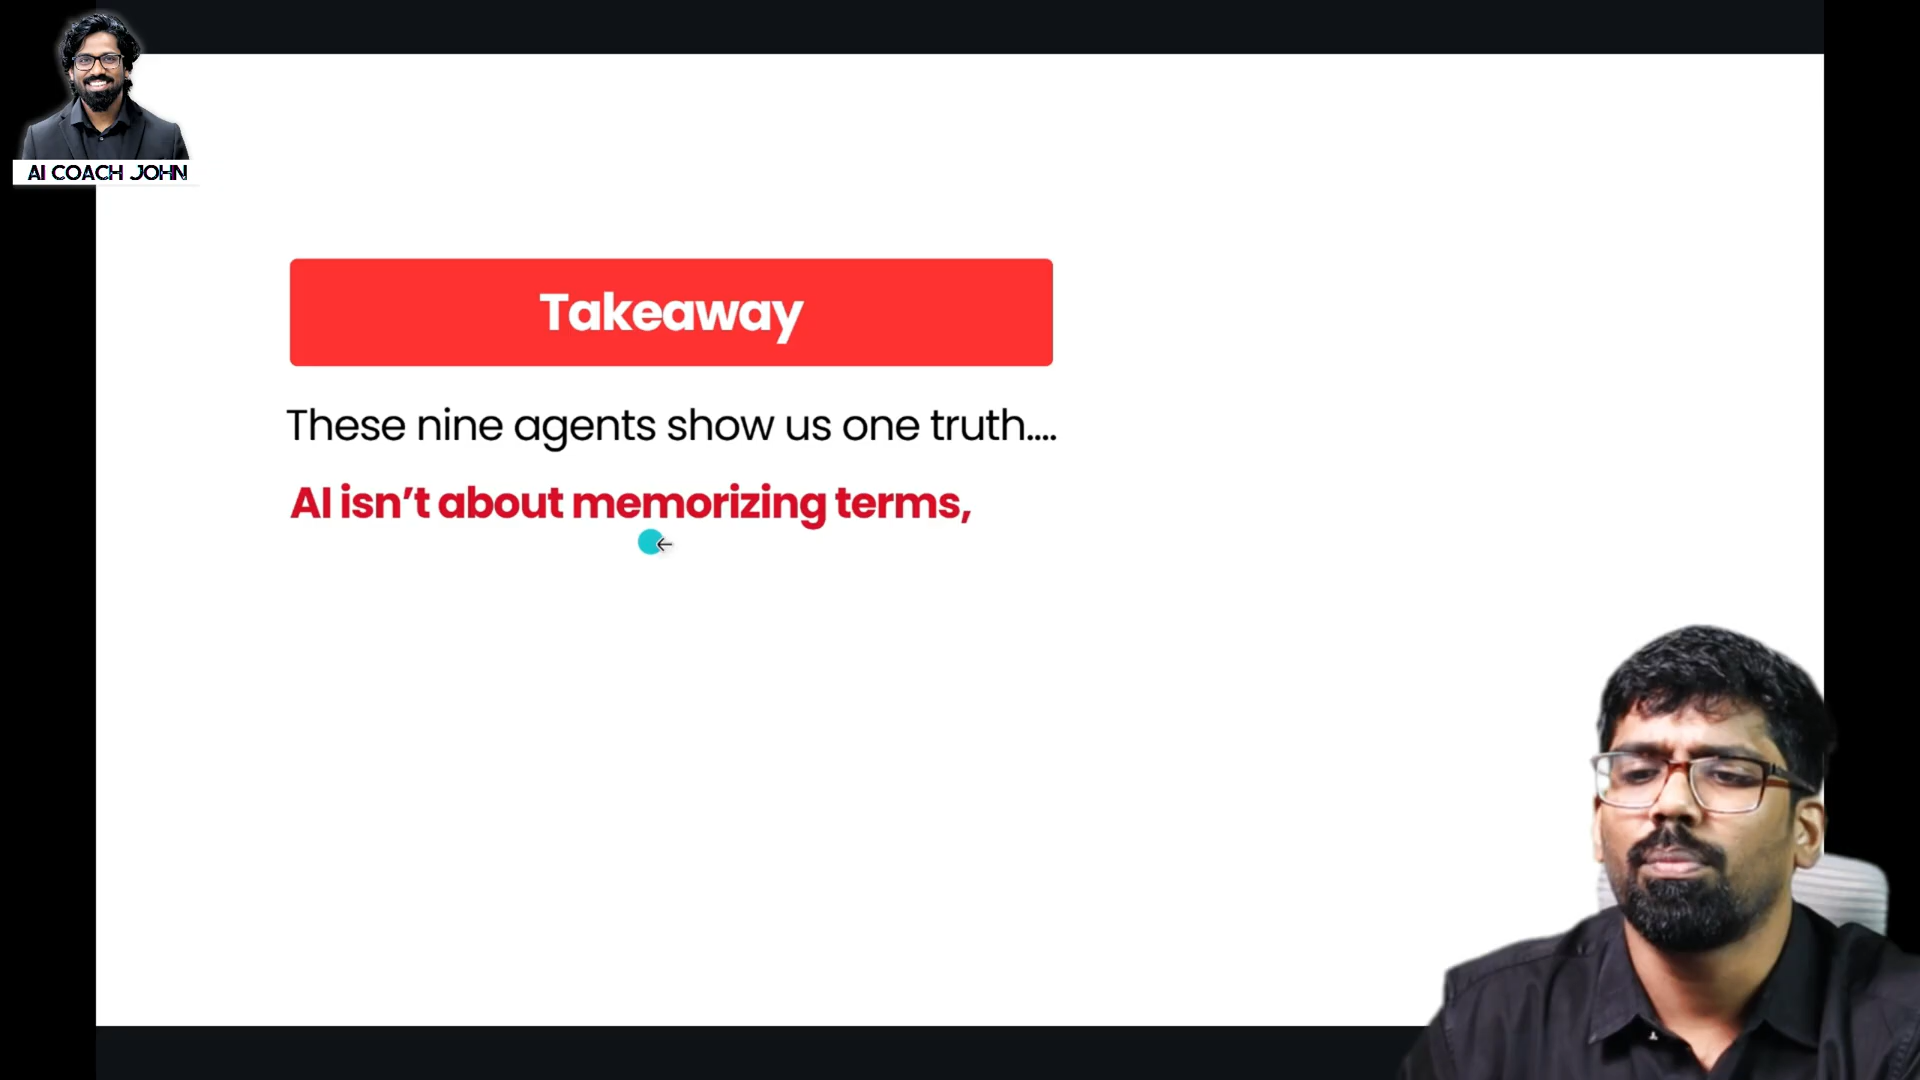 AI COACH JOHN
Takeaway
These nine agents show us one truth....
AI isn’t about memorizing terms,